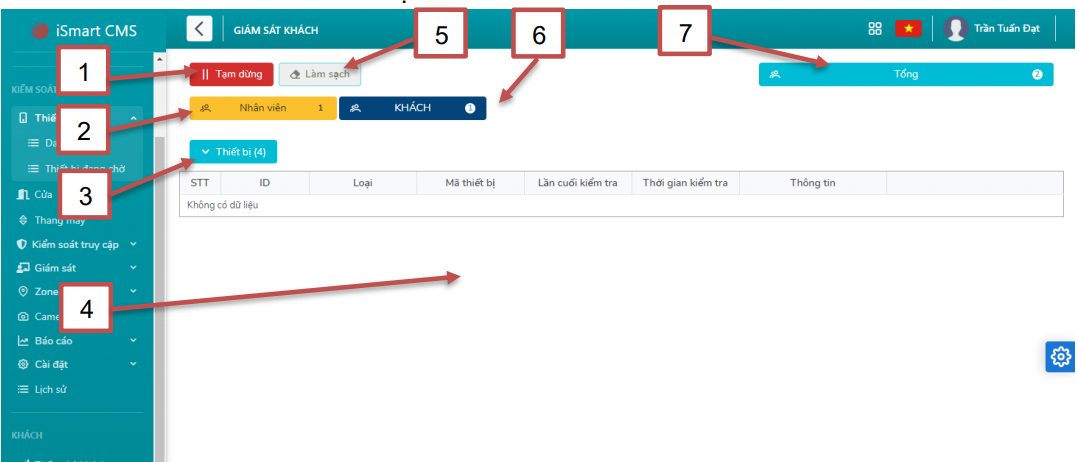 iSmart CMS
GIÁM SÁT KHÁCH
5
6
7
Trần Tuấn Đạt
1
Tạm dừng
Làm sạch
Tổng 2
KIỂM SOÁT
Nhân viên 1
KHÁCH 1
2
Thiết bị (4)
Thiết bị đang chờ
3
STT ID Loại Mã thiết bị Lần cuối kiểm tra Thời gian kiểm tra Thông tin
Cửa
Không có dữ liệu
Thang máy
Kiểm soát truy cập
Giám sát
Zone
4
Báo cáo
Cài đặt
Lịch sử
KHÁCH